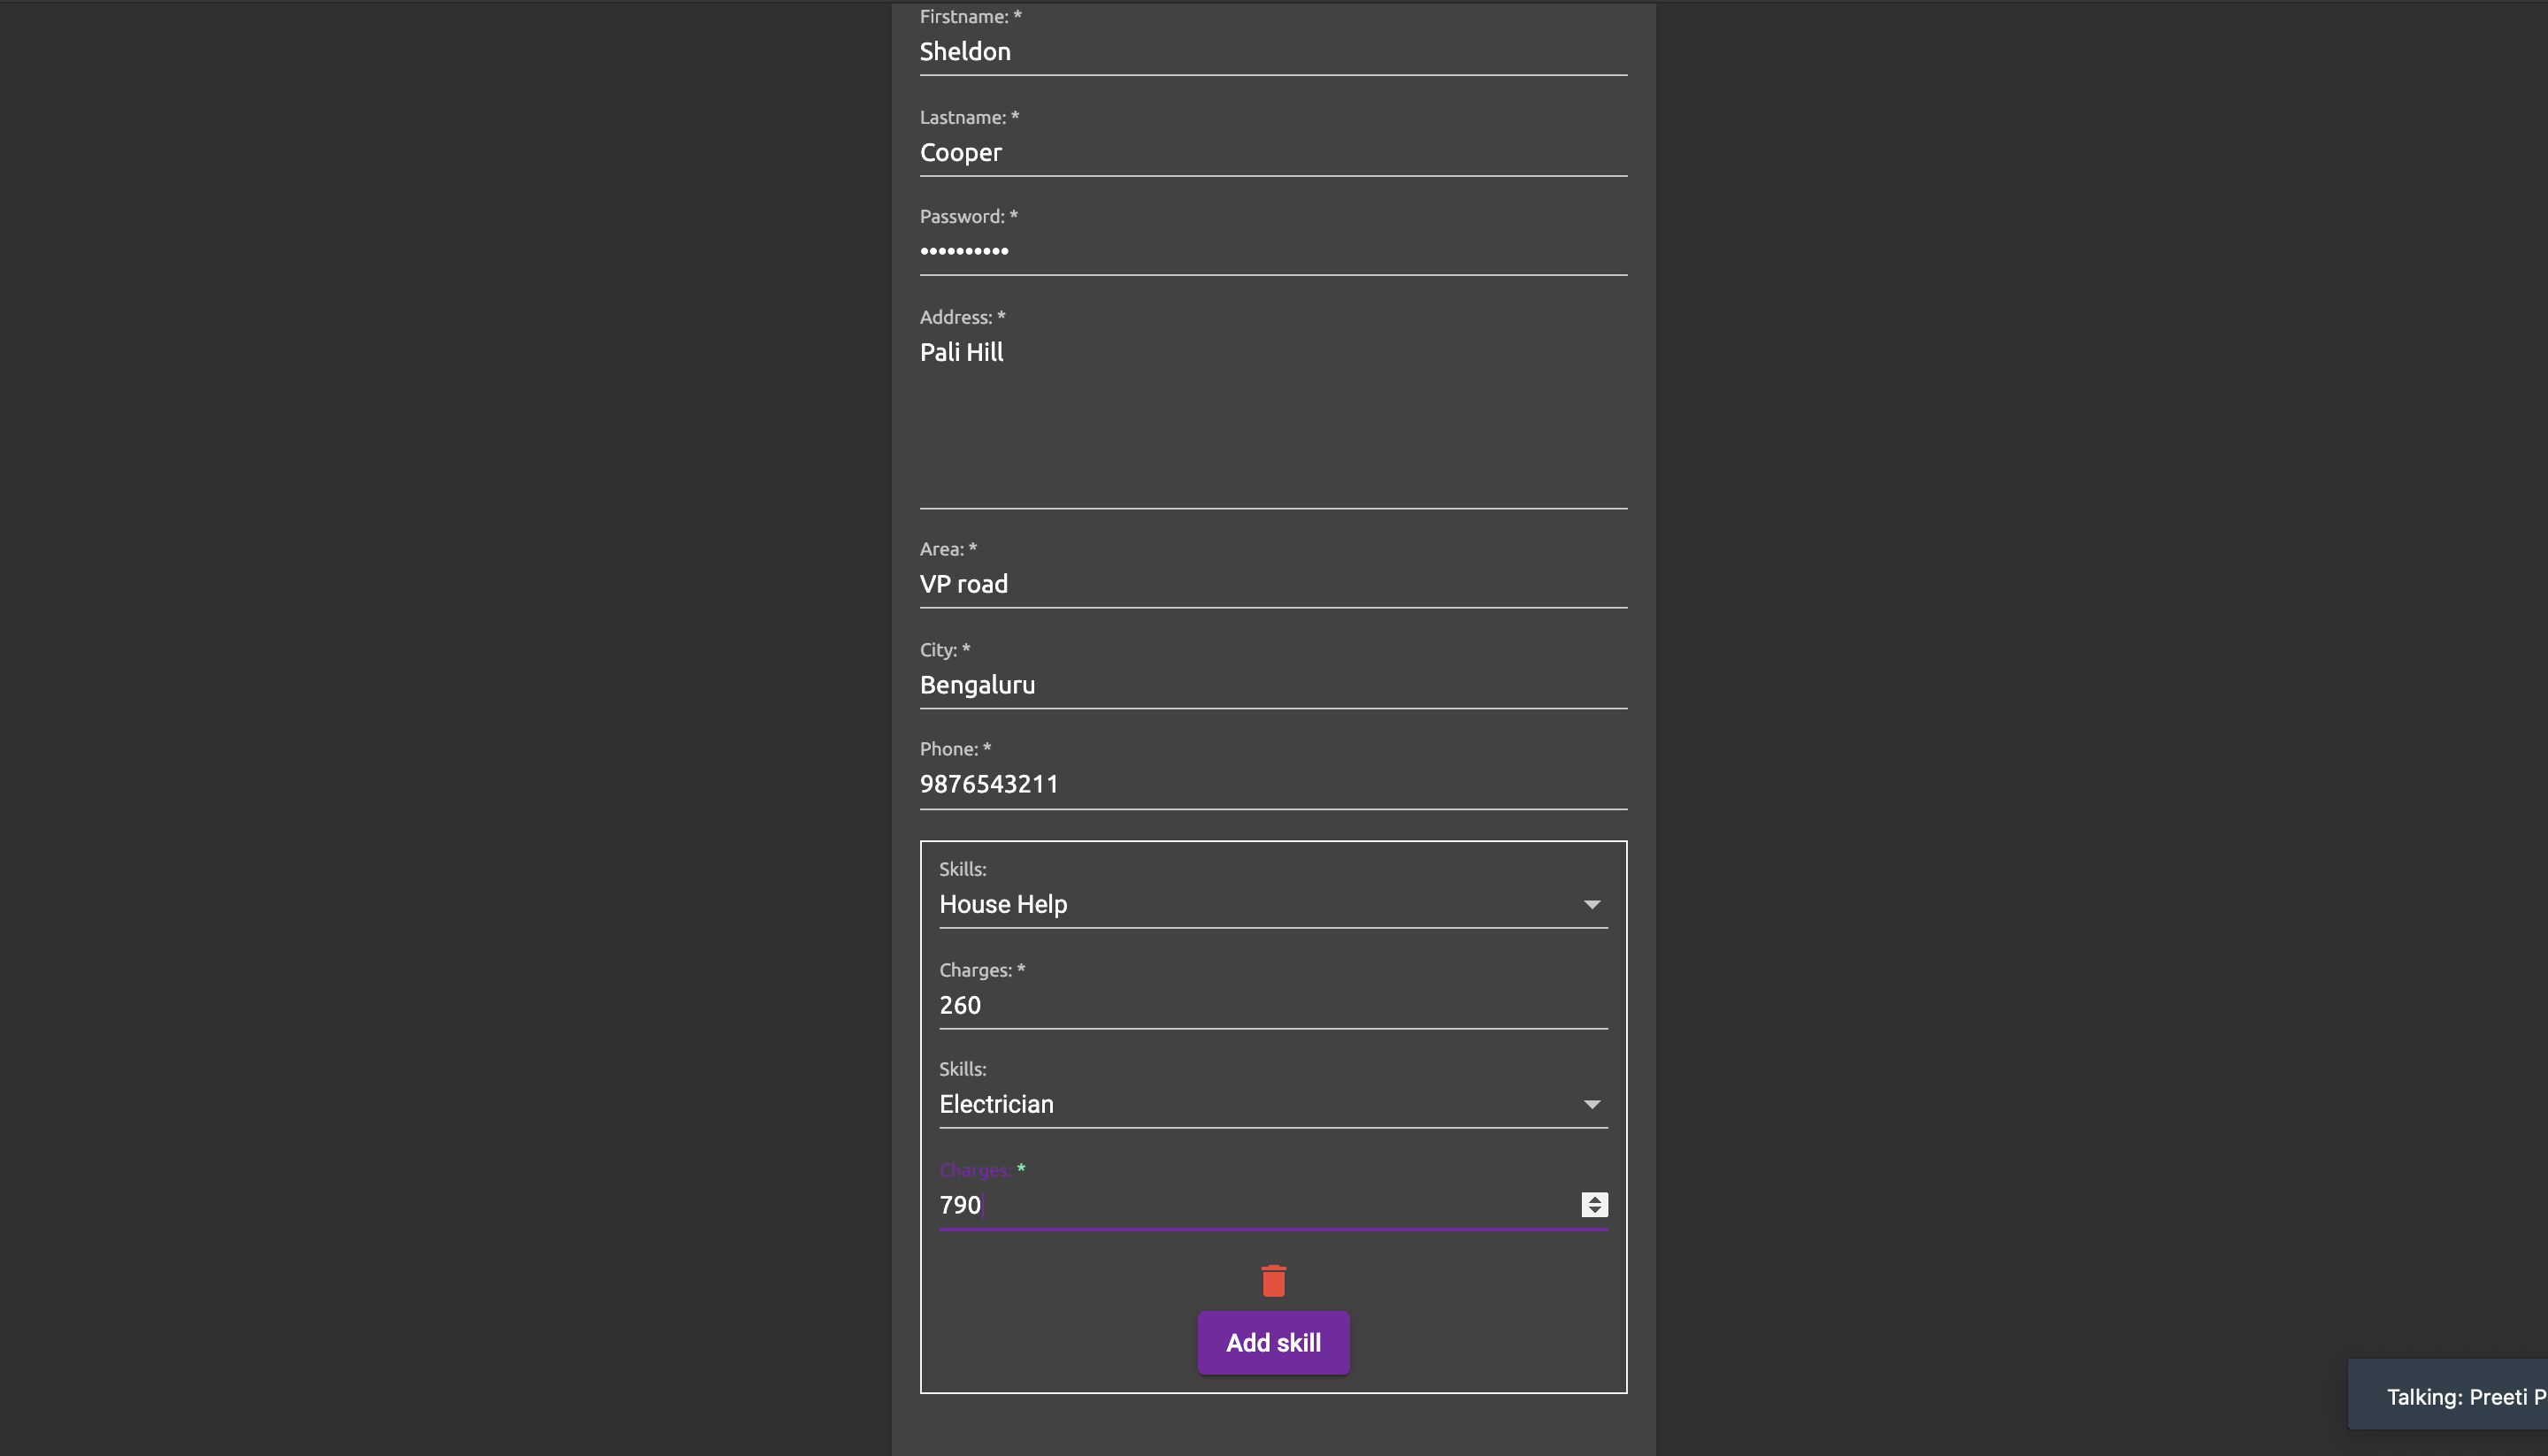 Firstname: *
Sheldon
Lastname: *
Cooper
Password: *
••••••••••
Address: *
Pali Hill
Area: *
VP road
City: *
Bengaluru
Phone: *
9876543211
Skills:
House Help
Charges: *
260
Skills:
Electrician
Charges: *
790
Add skill
Talking: Preeti P